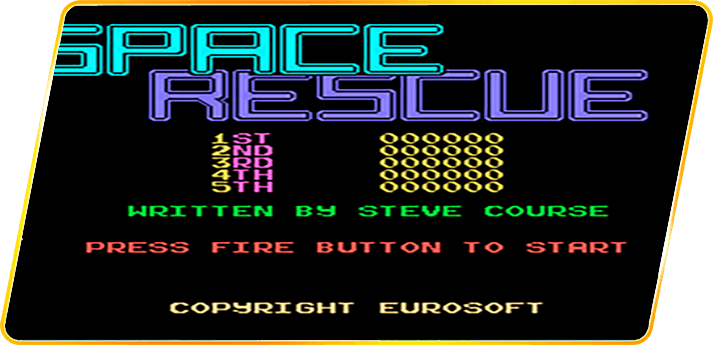 SPACE
RESCUE
1ST 000000
2ND 000000
3RD 000000
4TH 000000
5TH 000000
WRITTEN BY STEVE COURSE
PRESS FIRE BUTTON TO START
COPYRIGHT EUROSOFT